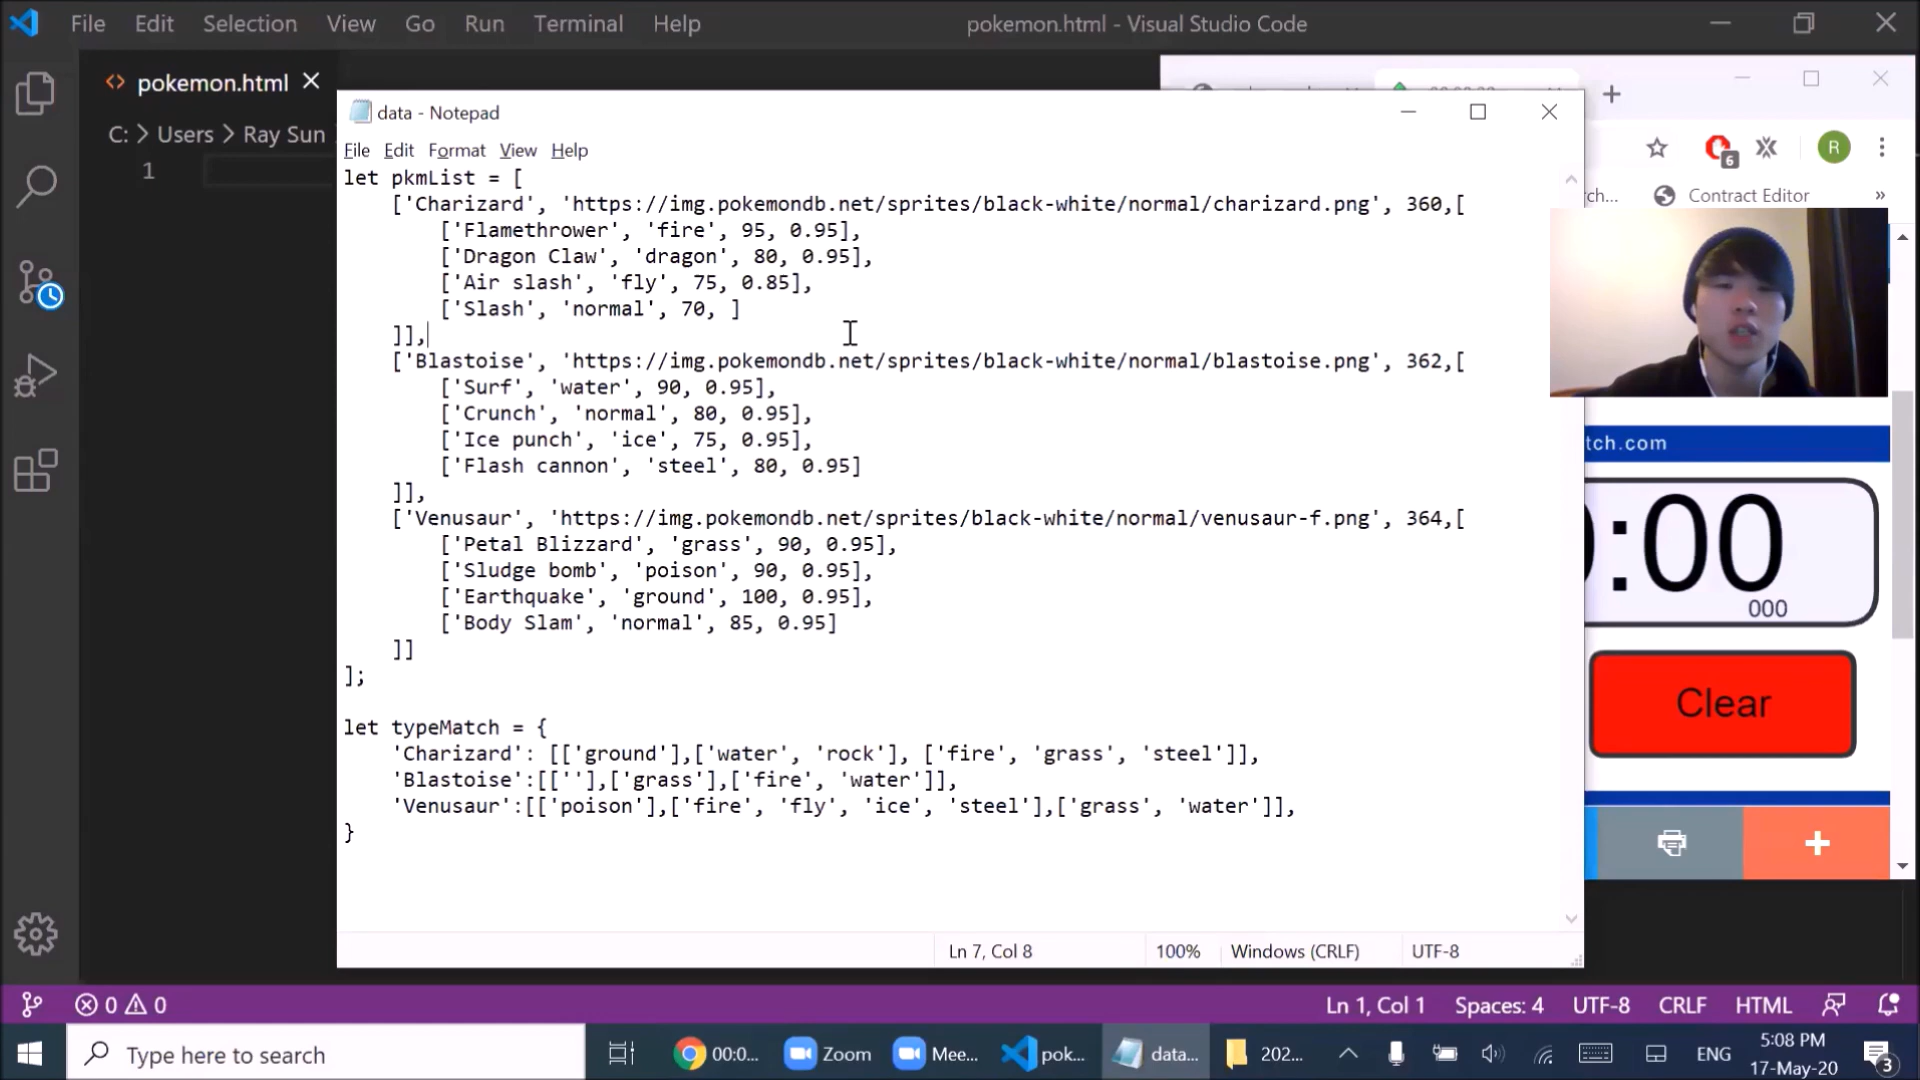 File Edit Selection View Go Run Terminal Help pokemon.html - Visual Studio Code
pokemon.html
C: > Users > Ray Sun
1
data - Notepad
File Edit Format View Help
let pkmList = [
['Charizard', 'https://img.pokemondb.net/sprites/black-white/normal/charizard.png', 360,[
['Flamethrower', 'fire', 95, 0.95],
['Dragon Claw', 'dragon', 80, 0.95],
['Air slash', 'fly', 75, 0.85],
['Slash', 'normal', 70, ]
]],
['Blastoise', 'https://img.pokemondb.net/sprites/black-white/normal/blastoise.png', 362,[
['Surf', 'water', 90, 0.95],
['Crunch', 'normal', 80, 0.95],
['Ice punch', 'ice', 75, 0.95],
['Flash cannon', 'steel', 80, 0.95]
]],
['Venusaur', 'https://img.pokemondb.net/sprites/black-white/normal/venusaur-f.png', 364,[
['Petal Blizzard', 'grass', 90, 0.95],
['Sludge bomb', 'poison', 90, 0.95],
['Earthquake', 'ground', 100, 0.95],
['Body Slam', 'normal', 85, 0.95]
]]
];
let typeMatch = {
'Charizard': [['ground'],['water', 'rock'], ['fire', 'grass', 'steel']],
'Blastoise':[[''],['grass'],['fire', 'water']],
'Venusaur':[['poison'],['fire', 'fly', 'ice', 'steel'],['grass', 'water']],
}
Ln 7, Col 8 100% Windows (CRLF) UTF-8
6
R
rch... Contract Editor »
tch.com
:00
000
Clear
0 0 Ln 1, Col 1 Spaces: 4 UTF-8 CRLF HTML
Type here to search
00:0... Zoom Mee... pok... data... 202...
ENG
5:08 PM
17-May-20
3